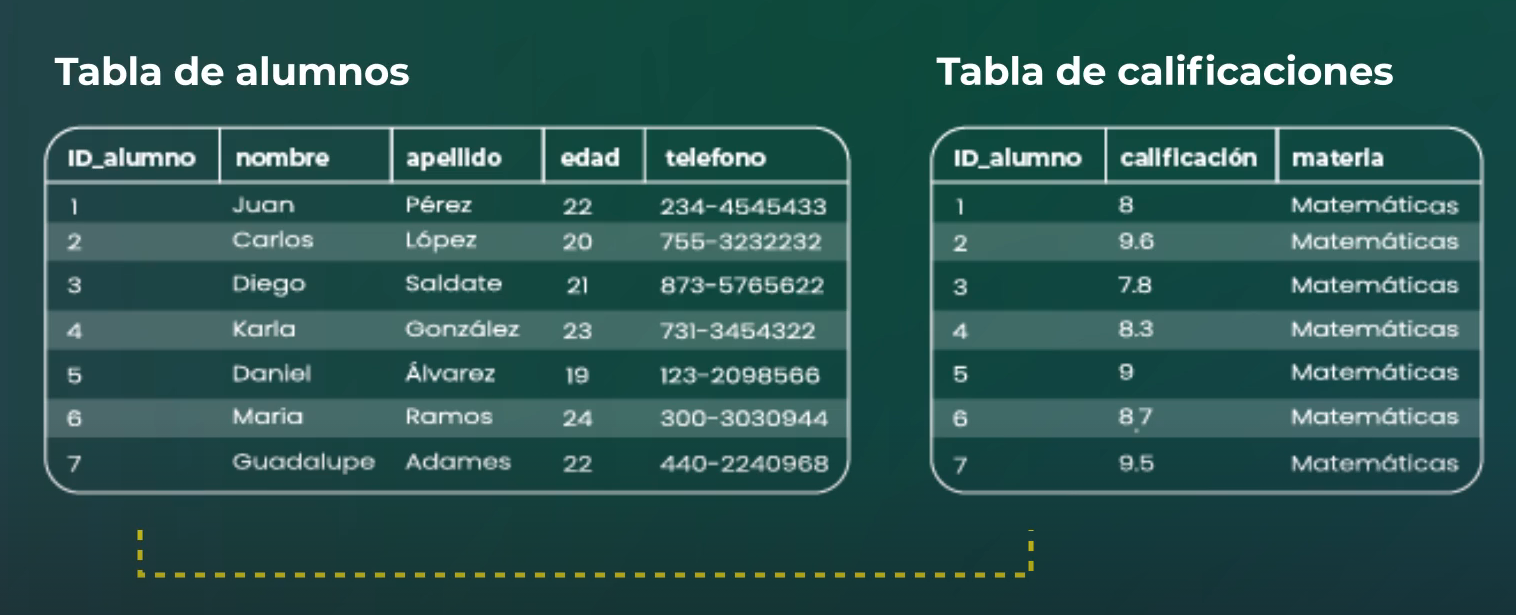 Tabla de alumnos
ID_alumno nombre apellido edad telefono
1 Juan Pérez 22 234-4545433
2 Carlos López 20 755-3232232
3 Diego Saldate 21 873-5765622
4 Karla González 23 731-3454322
5 Daniel Álvarez 19 123-2098566
6 María Ramos 24 300-3030944
7 Guadalupe Adames 22 440-2240968
Tabla de calificaciones
ID_alumno calificación materia
1 8 Matemáticas
2 9.6 Matemáticas
3 7.8 Matemáticas
4 8.3 Matemáticas
5 9 Matemáticas
6 8.7 Matemáticas
7 9.5 Matemáticas